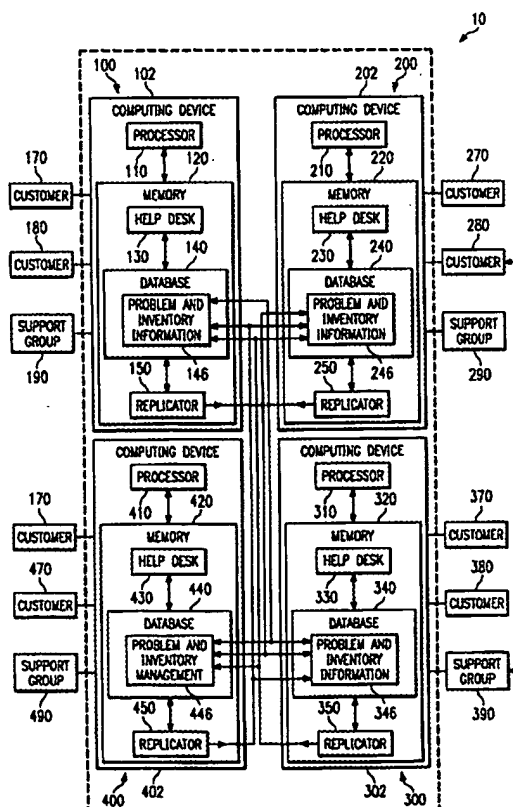 10
100
102
202
200
COMPUTING DEVICE
PROCESSOR
110
120
MEMORY
HELP DESK
130
140
DATABASE
PROBLEM AND
INVENTORY
INFORMATION
150
146
REPLICATOR
COMPUTING DEVICE
PROCESSOR
210
220
MEMORY
HELP DESK
230
240
DATABASE
PROBLEM AND
INVENTORY
INFORMATION
250
246
REPLICATOR
170
CUSTOMER
180
CUSTOMER
SUPPORT
GROUP
190
270
CUSTOMER
280
CUSTOMER
SUPPORT
GROUP
290
COMPUTING DEVICE
PROCESSOR
410
420
MEMORY
HELP DESK
430
440
DATABASE
PROBLEM AND
INVENTORY
MANAGEMENT
450
446
REPLICATOR
400
402
COMPUTING DEVICE
PROCESSOR
310
320
MEMORY
HELP DESK
330
340
DATABASE
PROBLEM AND
INVENTORY
INFORMATION
350
346
REPLICATOR
302
300
170
CUSTOMER
470
CUSTOMER
SUPPORT
GROUP
490
370
CUSTOMER
380
CUSTOMER
SUPPORT
GROUP
390